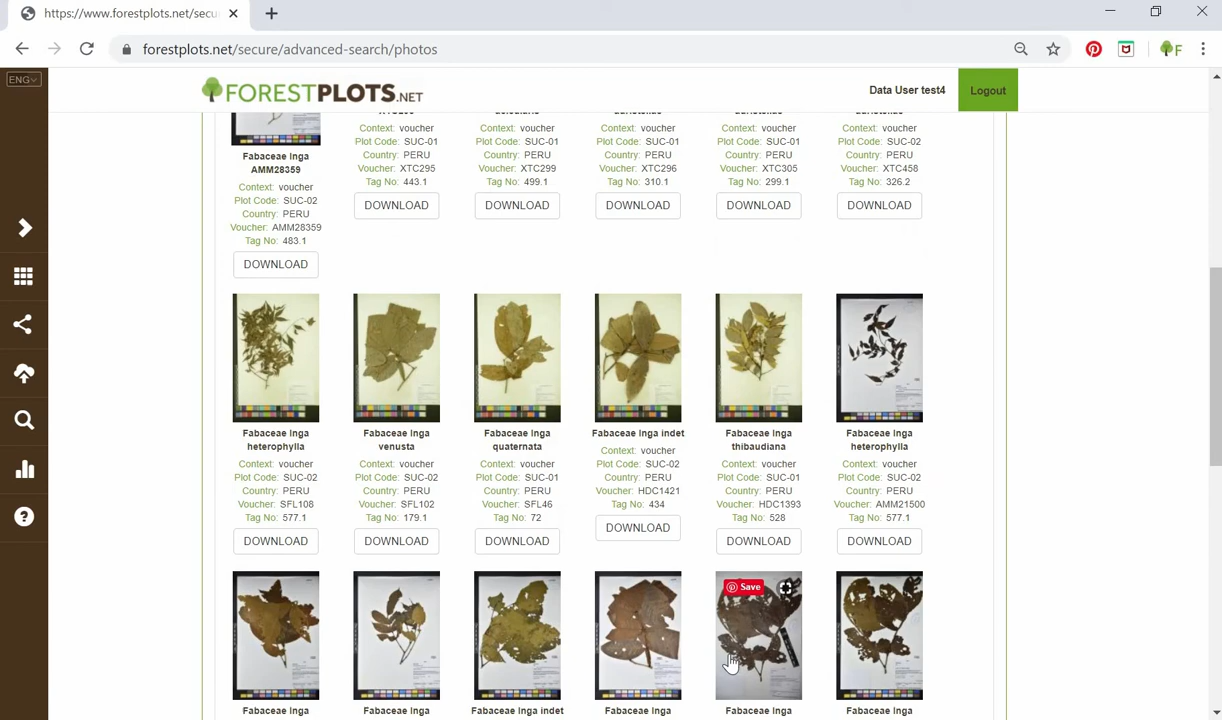 https://www.forestplots.net/secu
forestplots.net/secure/advanced-search/photos
F
ENG
FORESTPLOTS.NET
Data User test4
Logout
Fabaceae Inga
AMM28359
Context: voucher
Plot Code: SUC-02
Country: PERU
Voucher: AMM28359
Tag No: 483.1
DOWNLOAD
Context: voucher
Plot Code: SUC-01
Country: PERU
Voucher: XTC295
Tag No: 443.1
DOWNLOAD
Context: voucher
Plot Code: SUC-01
Country: PERU
Voucher: XTC299
Tag No: 499.1
DOWNLOAD
Context: voucher
Plot Code: SUC-01
Country: PERU
Voucher: XTC296
Tag No: 310.1
DOWNLOAD
Context: voucher
Plot Code: SUC-01
Country: PERU
Voucher: XTC305
Tag No: 299.1
DOWNLOAD
Context: voucher
Plot Code: SUC-02
Country: PERU
Voucher: XTC458
Tag No: 326.2
DOWNLOAD
Fabaceae Inga
heterophylla
Context: voucher
Plot Code: SUC-02
Country: PERU
Voucher: SFL108
Tag No: 577.1
DOWNLOAD
Fabaceae Inga
venusta
Context: voucher
Plot Code: SUC-02
Country: PERU
Voucher: SFL102
Tag No: 179.1
DOWNLOAD
Fabaceae Inga
quaternata
Context: voucher
Plot Code: SUC-01
Country: PERU
Voucher: SFL46
Tag No: 72
DOWNLOAD
Fabaceae Inga indet
Context: voucher
Plot Code: SUC-02
Country: PERU
Voucher: HDC1421
Tag No: 434
DOWNLOAD
Fabaceae Inga
thibaudiana
Context: voucher
Plot Code: SUC-01
Country: PERU
Voucher: HDC1393
Tag No: 528
DOWNLOAD
Fabaceae Inga
heterophylla
Context: voucher
Plot Code: SUC-02
Country: PERU
Voucher: AMM21500
Tag No: 577.1
DOWNLOAD
Save
Fabaceae Inga
Fabaceae Inga
Fabaceae Inga indet
Fabaceae Inga
Fabaceae Inga
Fabaceae Inga